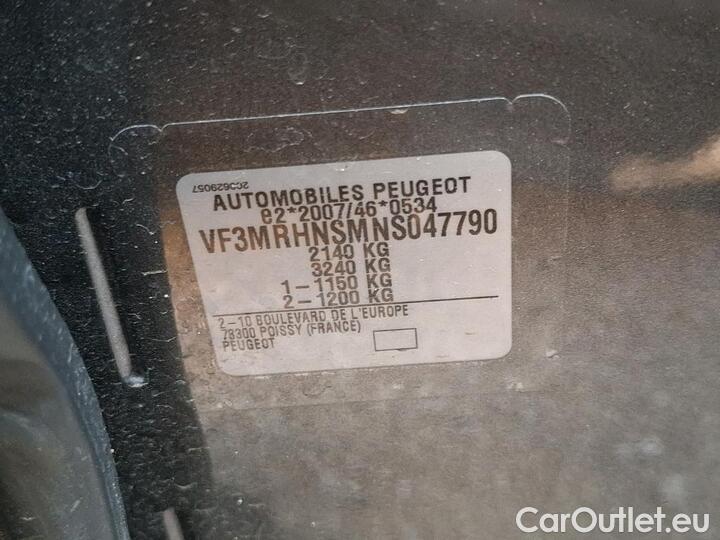 2C3629057
AUTOMOBILES PEUGEOT
e2*2007/46*0534
VF3MRHNSMNS047790
2140 KG
3240 KG
1-1150 KG
2-1200 KG
2-10 BOULEVARD DE L'EUROPE
78300 POISSY (FRANCE)
PEUGEOT
CarOutlet.eu